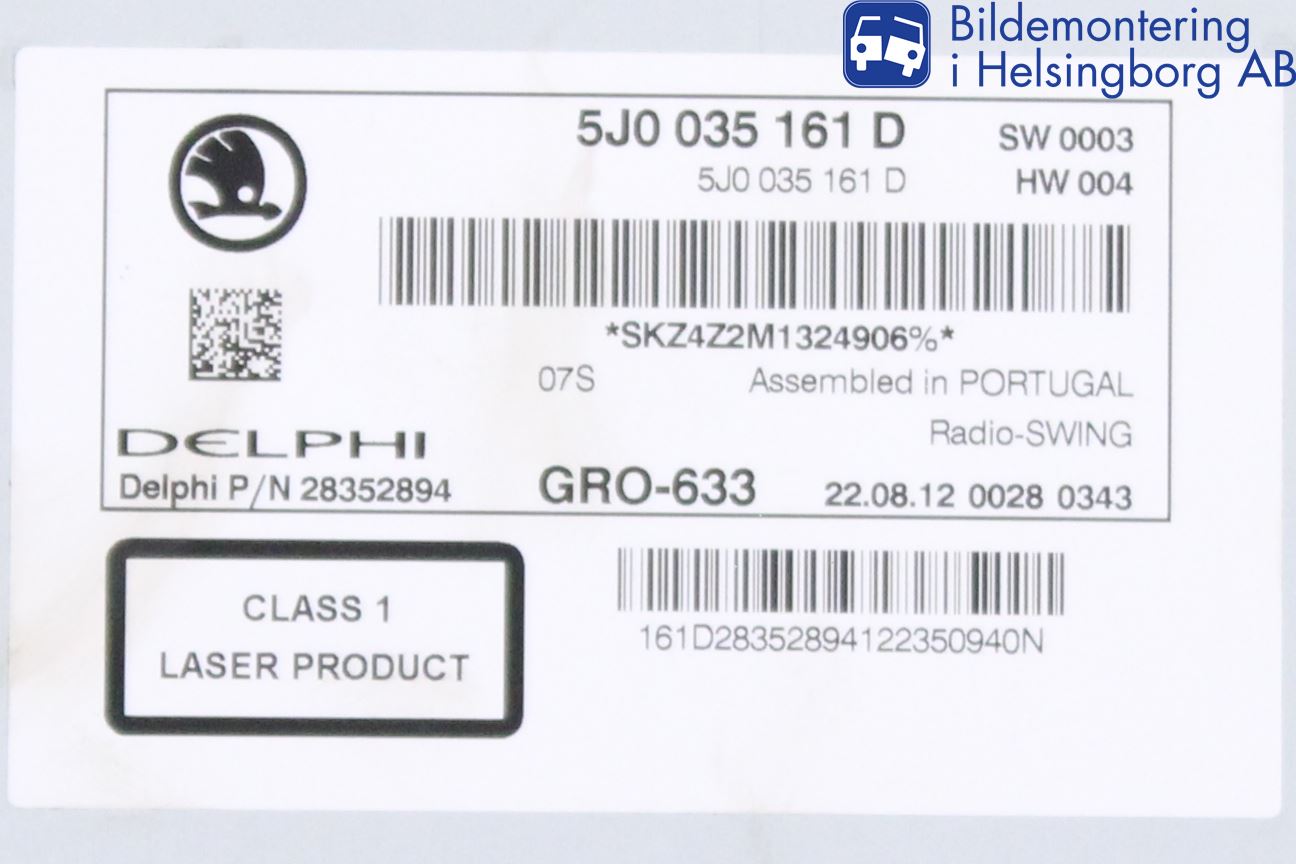 Bildemontering
i Helsingborg AB
5J0 035 161 D SW 0003
5J0 035 161 D HW 004
*SKZ4Z2M1324906%*
07S Assembled in PORTUGAL
Radio-SWING
DELPHI
Delphi P/N 28352894 GRO-633 22.08.12 0028 0343
CLASS 1
LASER PRODUCT
161D28352894122350940N